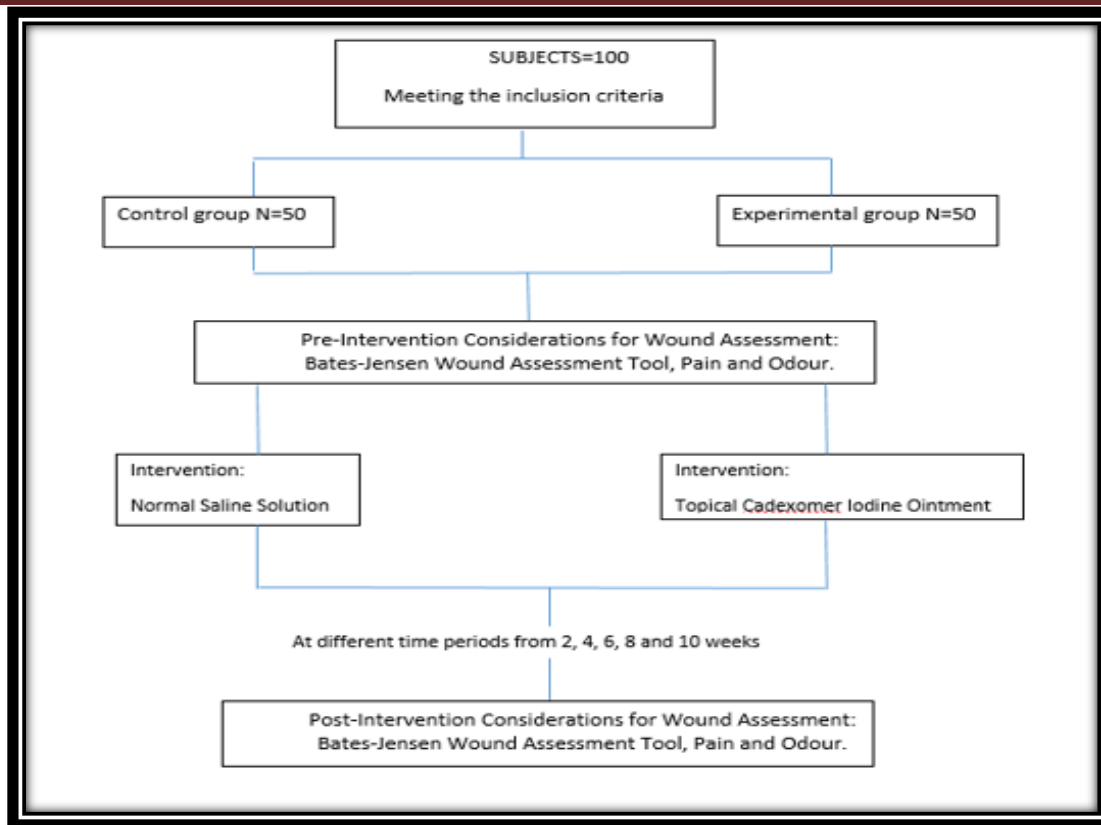 SUBJECTS=100
Meeting the inclusion criteria
Control group N=50
Experimental group N=50
Pre-Intervention Considerations for Wound Assessment:
Bates-Jensen Wound Assessment Tool, Pain and Odour.
Intervention:
Normal Saline Solution
Intervention:
Topical Cadexomer Iodine Ointment
At different time periods from 2, 4, 6, 8 and 10 weeks
Post-Intervention Considerations for Wound Assessment:
Bates-Jensen Wound Assessment Tool, Pain and Odour.